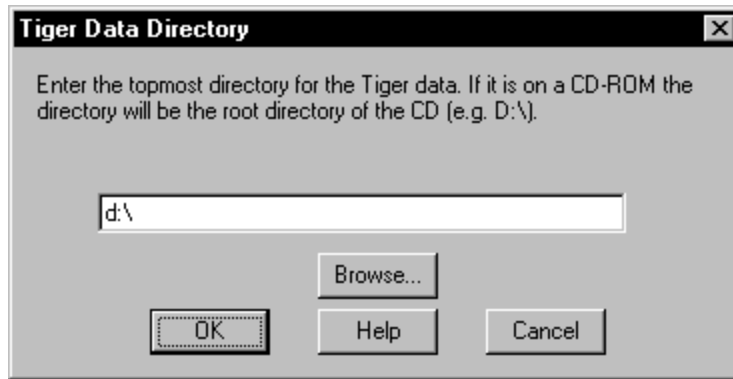 Tiger Data Directory
Enter the topmost directory for the Tiger data. If it is on a CD-ROM the
directory will be the root directory of the CD (e.g. D:\).
d:\
Browse...
OK Help Cancel